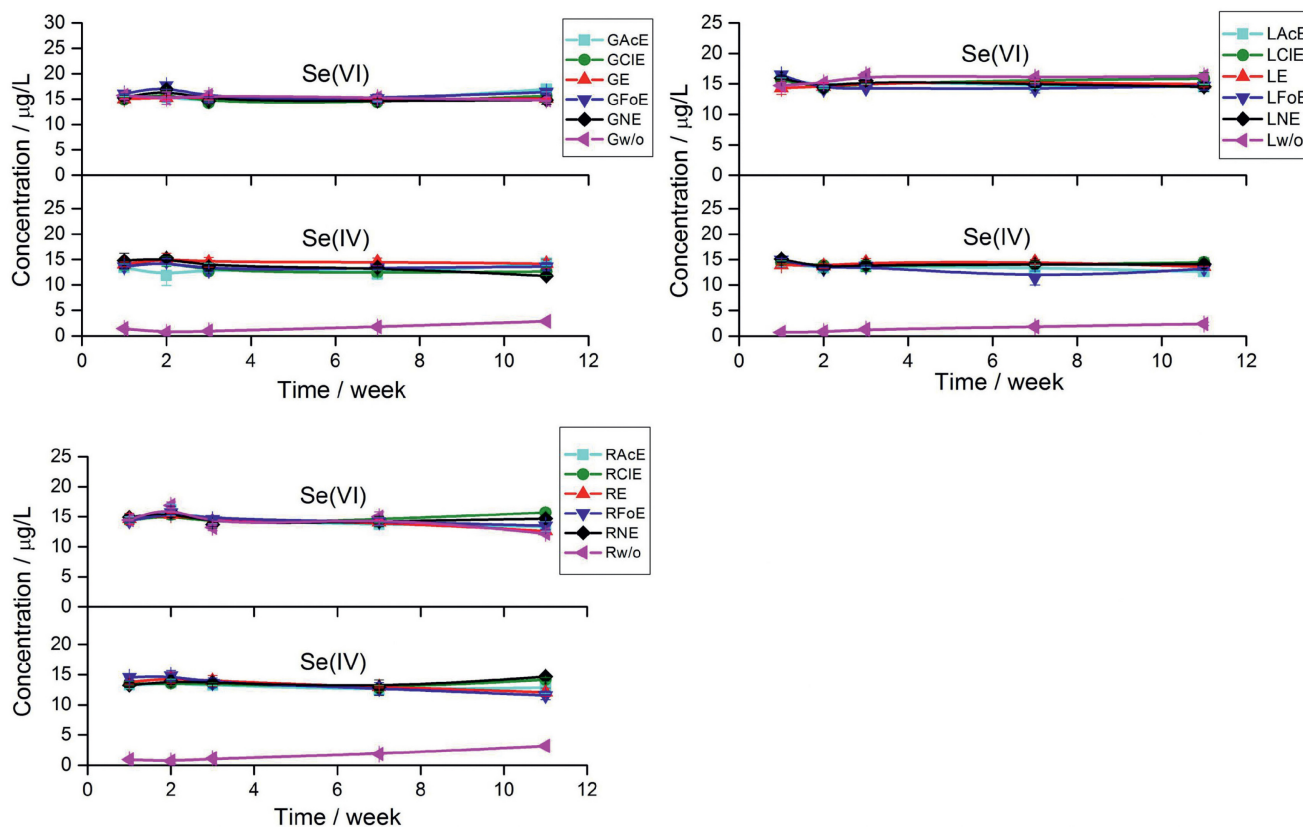 Concentration / µg/L
30
25
20
15
10
5
0
Se(VI)
GAcE
GClE
GE
GFoE
GNE
Gw/o
25
20
15
10
5
0
Se(IV)
0 2 4 6 8 10 12
Time / week
Concentration / µg/L
30
25
20
15
10
5
0
Se(VI)
LAcE
LClE
LE
LFoE
LNE
Lw/o
25
20
15
10
5
0
Se(IV)
0 2 4 6 8 10 12
Time / week
Concentration / µg/L
25
20
15
10
5
0
Se(VI)
RAcE
RClE
RE
RFoE
RNE
Rw/o
20
15
10
5
0
Se(IV)
0 2 4 6 8 10 12
Time / week